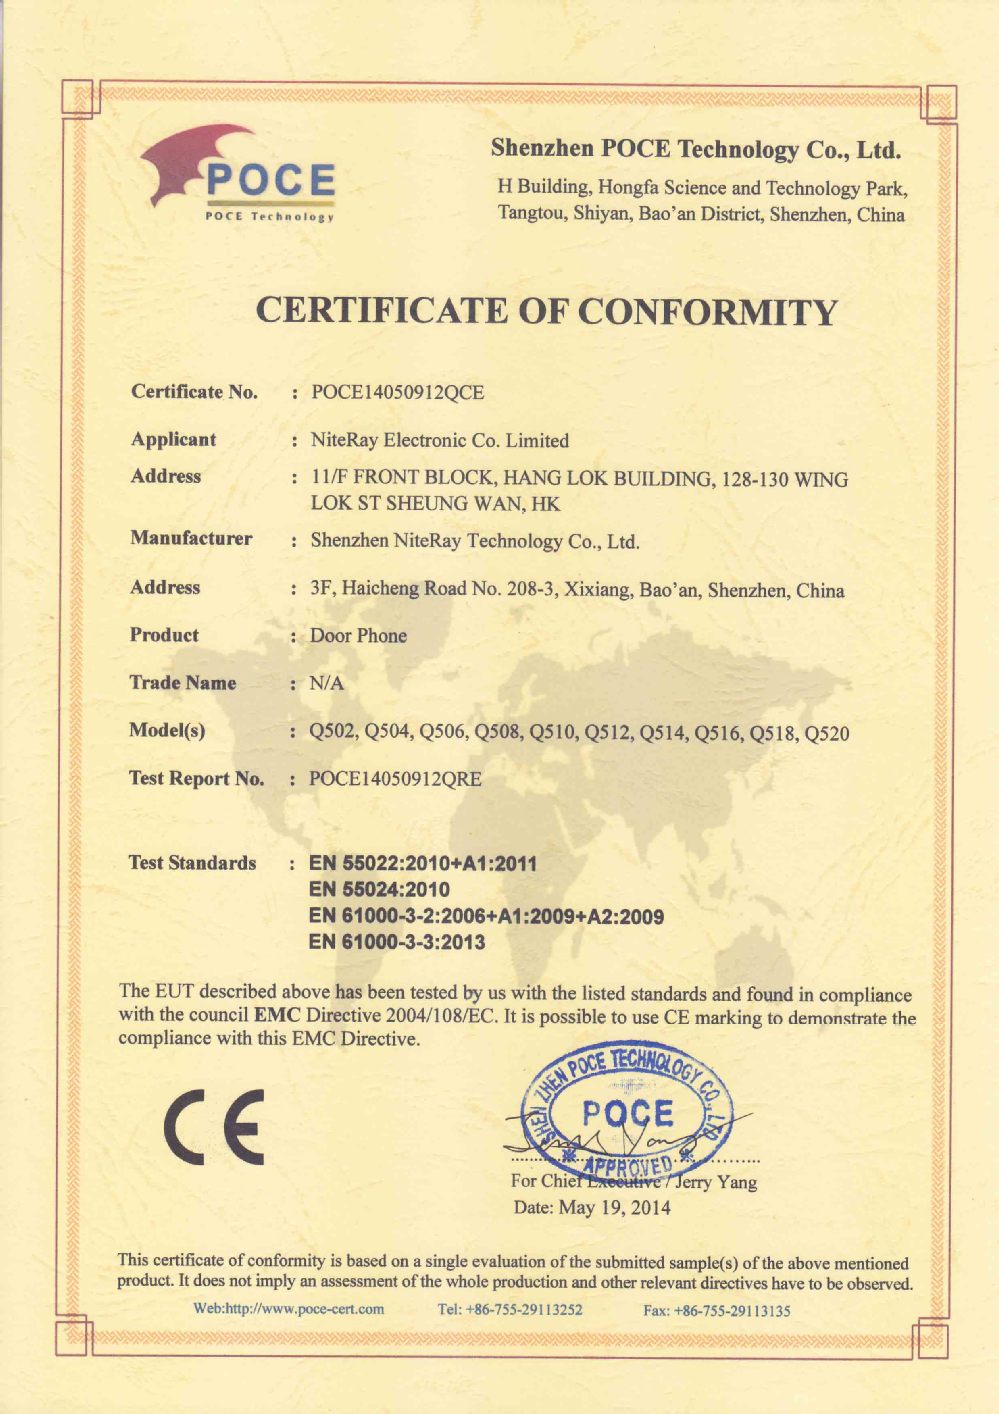 POCE
POCE Technology
Shenzhen POCE Technology Co., Ltd.
H Building, Hongfa Science and Technology Park,
Tangtou, Shiyan, Bao'an District, Shenzhen, China
CERTIFICATE OF CONFORMITY
Certificate No. : POCE14050912QCE
Applicant : NiteRay Electronic Co. Limited
Address : 11/F FRONT BLOCK, HANG LOK BUILDING, 128-130 WING
LOK ST SHEUNG WAN, HK
Manufacturer : Shenzhen NiteRay Technology Co., Ltd.
Address : 3F, Haicheng Road No. 208-3, Xixiang, Bao'an, Shenzhen, China
Product : Door Phone
Trade Name : N/A
Model(s) : Q502, Q504, Q506, Q508, Q510, Q512, Q514, Q516, Q518, Q520
Test Report No. : POCE14050912QRE
Test Standards : EN 55022:2010+A1:2011
EN 55024:2010
EN 61000-3-2:2006+A1:2009+A2:2009
EN 61000-3-3:2013
The EUT described above has been tested by us with the listed standards and found in compliance
with the council EMC Directive 2004/108/EC. It is possible to use CE marking to demonstrate the
compliance with this EMC Directive.
CE
SHEN ZHEN POCE TECHNOLOGY CO., LTD
POCE
APPROVED
For Chief Executive / Jerry Yang
Date: May 19, 2014
This certificate of conformity is based on a single evaluation of the submitted sample(s) of the above mentioned
product. It does not imply an assessment of the whole production and other relevant directives have to be observed.
Web:http://www.poce-cert.com Tel: +86-755-29113252 Fax: +86-755-29113135